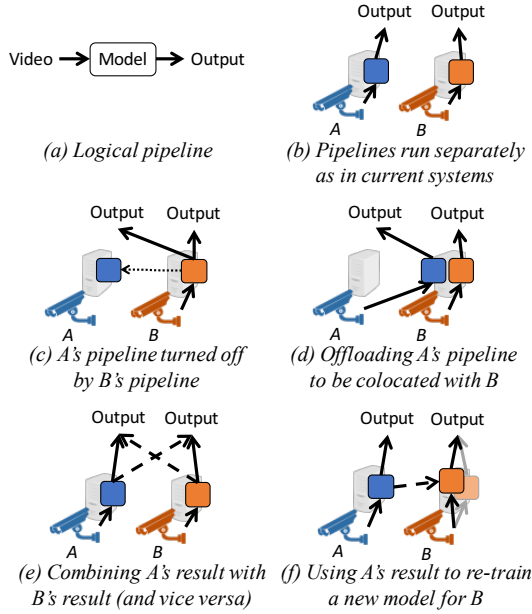 Video Model Output
(a) Logical pipeline
Output Output
A B
(b) Pipelines run separately
as in current systems
Output Output
A B
(c) A's pipeline turned off
by B's pipeline
Output Output
A B
(d) Offloading A's pipeline
to be colocated with B
Output Output
A B
(e) Combining A's result with
B's result (and vice versa)
Output Output
A B
(f) Using A's result to re-train
a new model for B